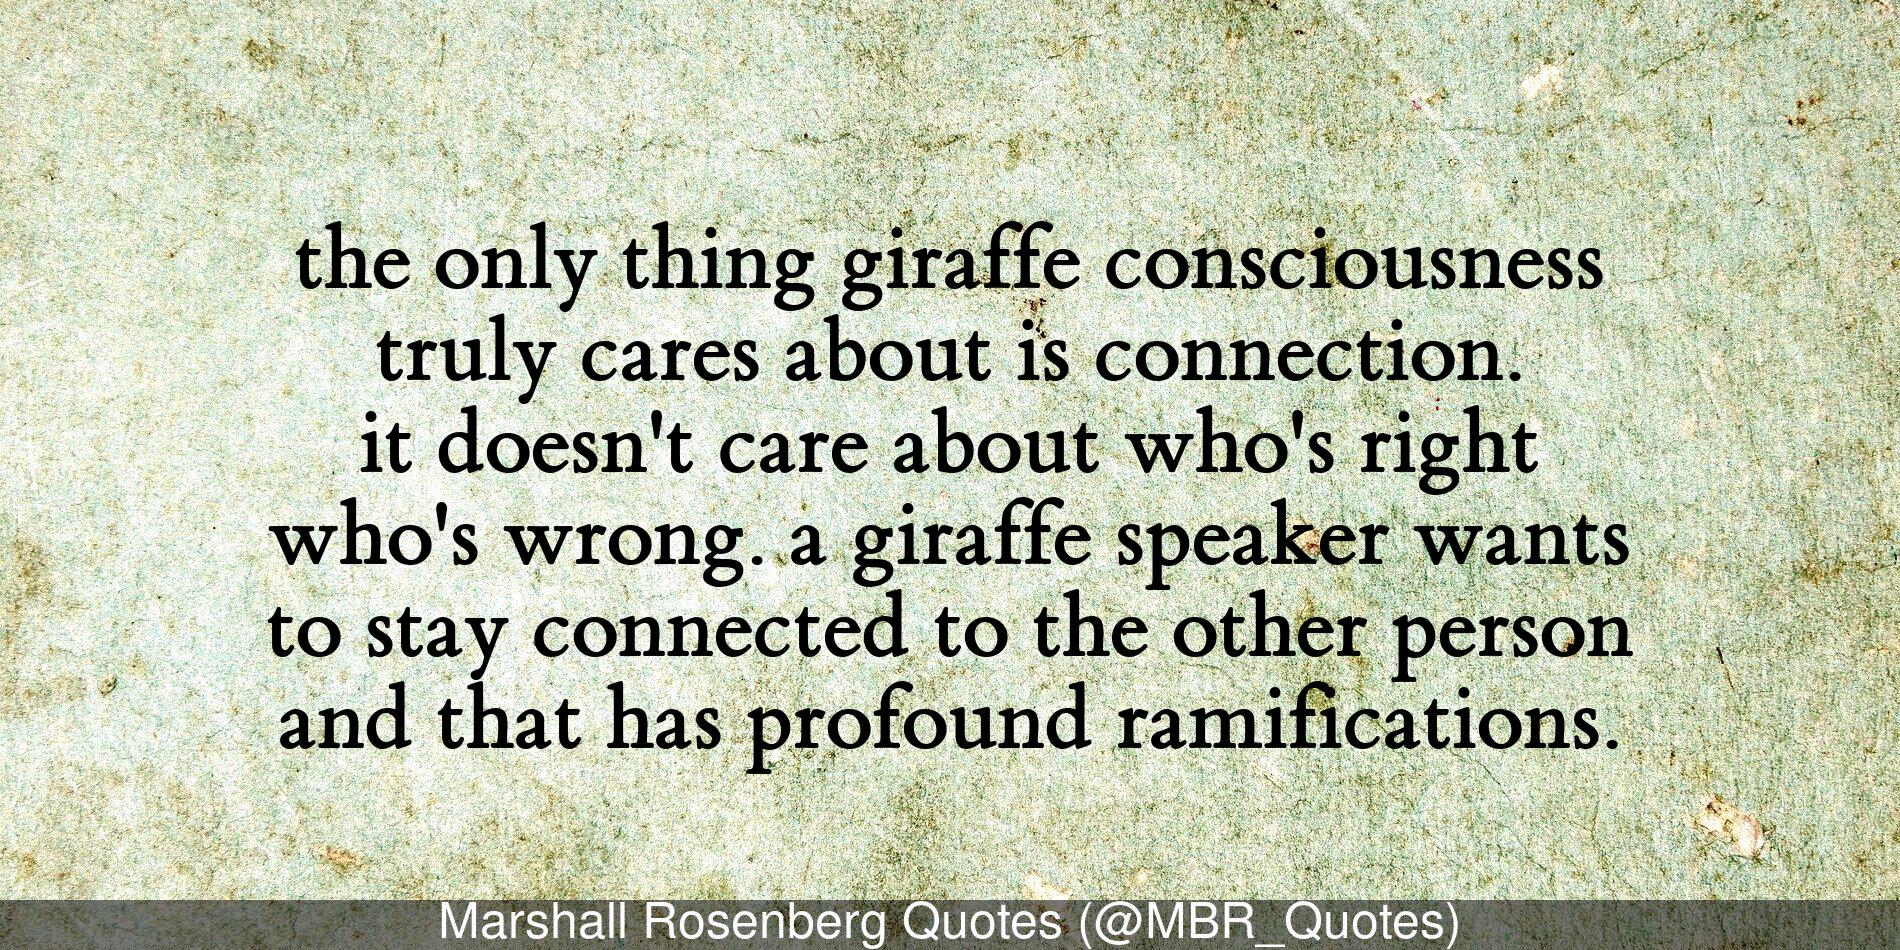 the only thing giraffe consciousness
truly cares about is connection.
it doesn't care about who's right
who's wrong. a giraffe speaker wants
to stay connected to the other person
and that has profound ramifications.
Marshall Rosenberg Quotes (@MBR_Quotes)